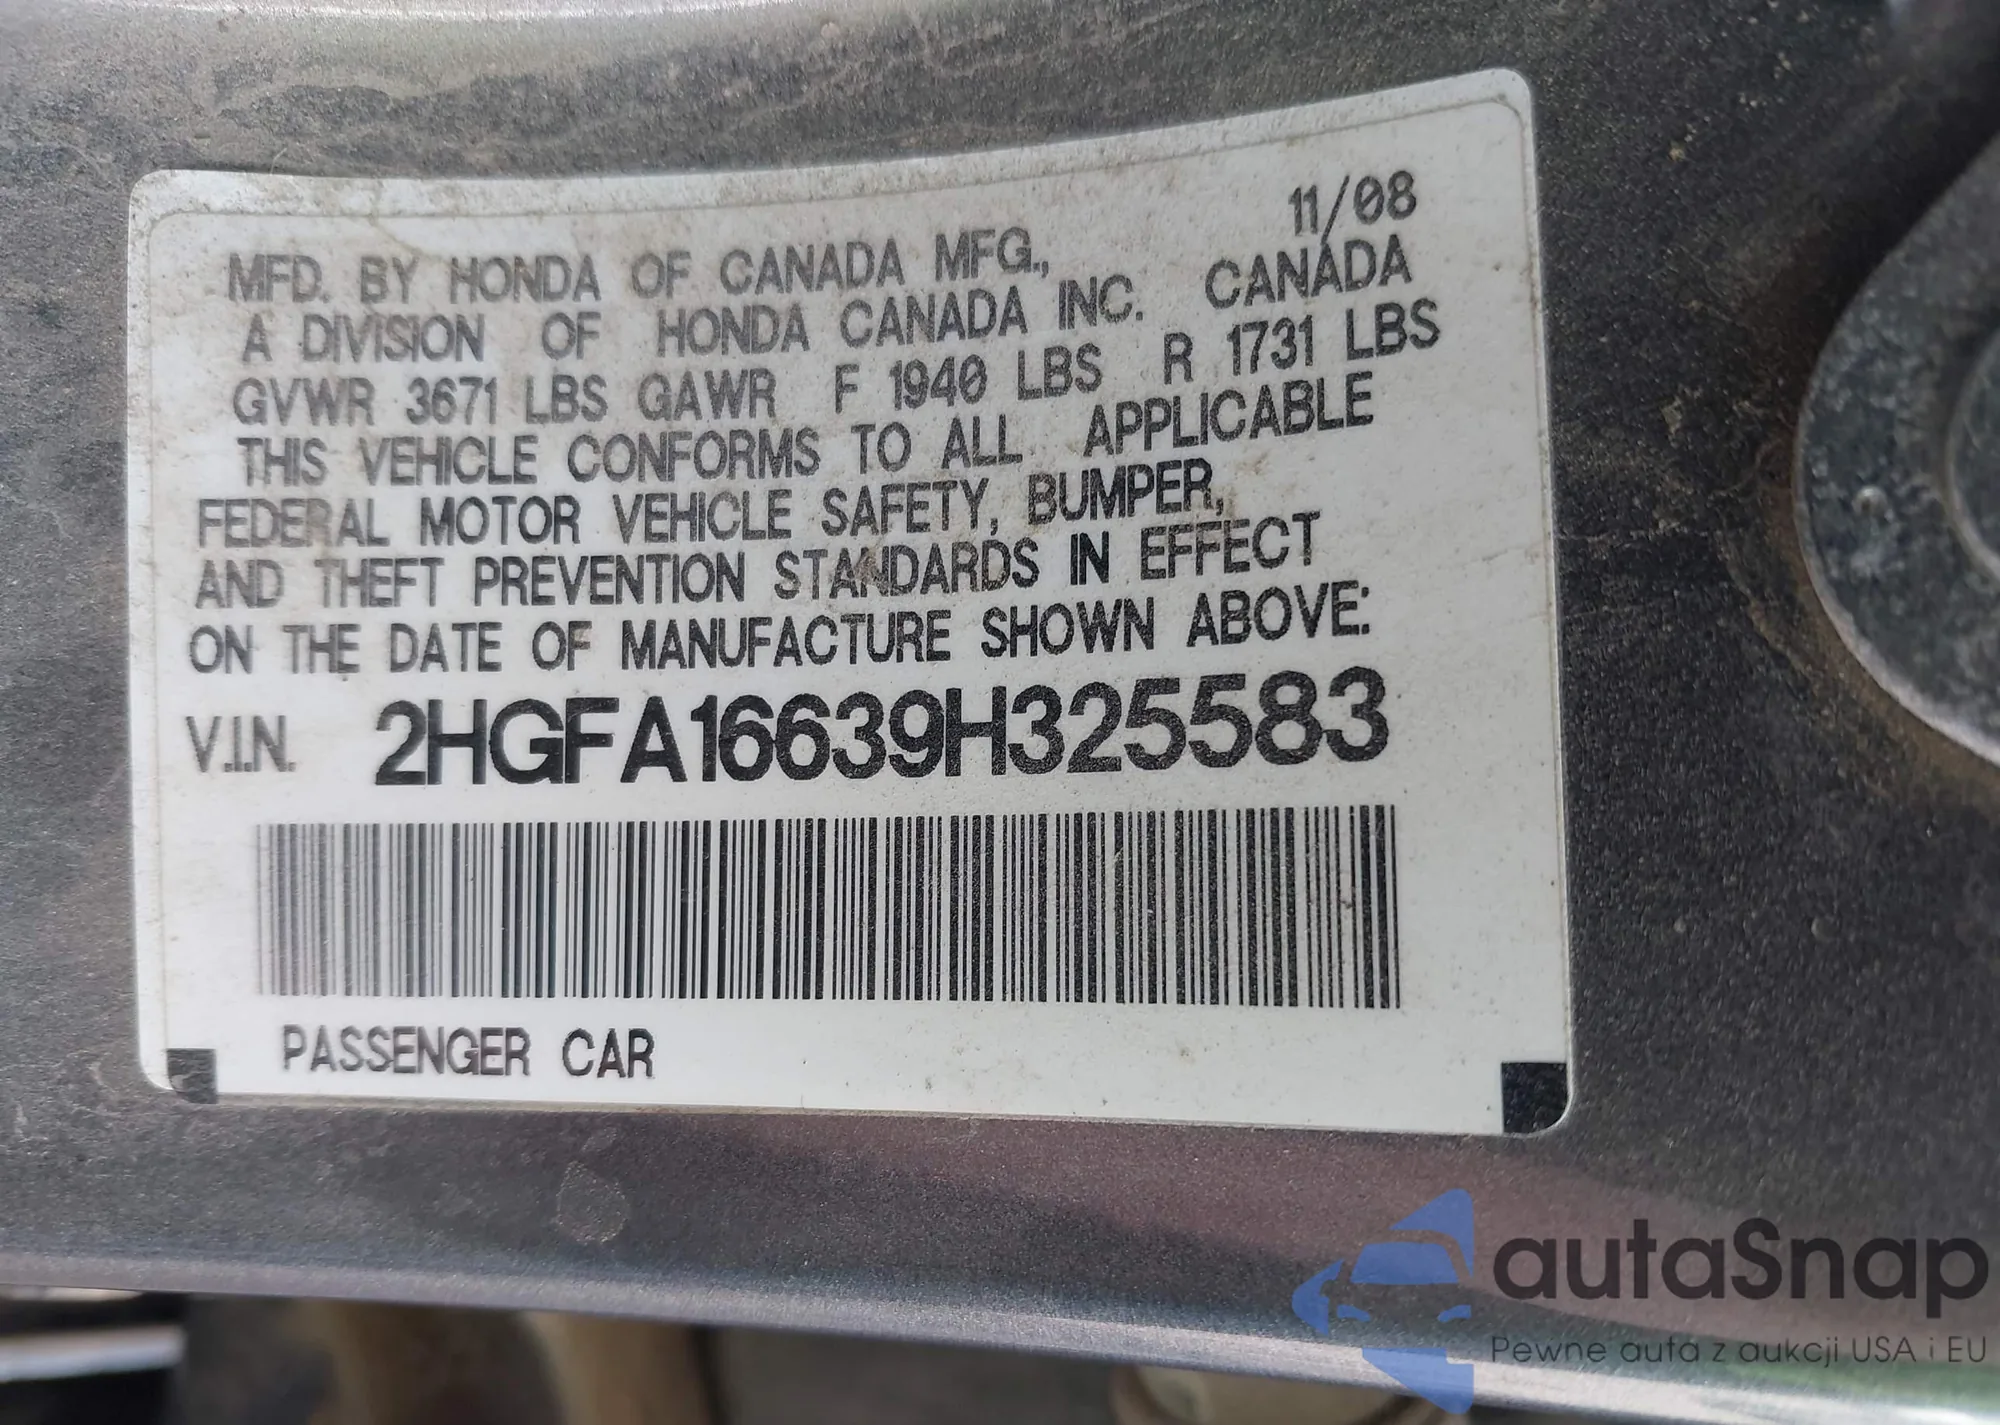 11/08
MFD. BY HONDA OF CANADA MFG.,
A DIVISION OF HONDA CANADA INC. CANADA
GVWR 3671 LBS GAWR F 1940 LBS R 1731 LBS
THIS VEHICLE CONFORMS TO ALL APPLICABLE
FEDERAL MOTOR VEHICLE SAFETY, BUMPER,
AND THEFT PREVENTION STANDARDS IN EFFECT
ON THE DATE OF MANUFACTURE SHOWN ABOVE:
V.I.N. 2HGFA16639H325583
PASSENGER CAR
autaSnap
Pewne auta z aukcji USA i EU